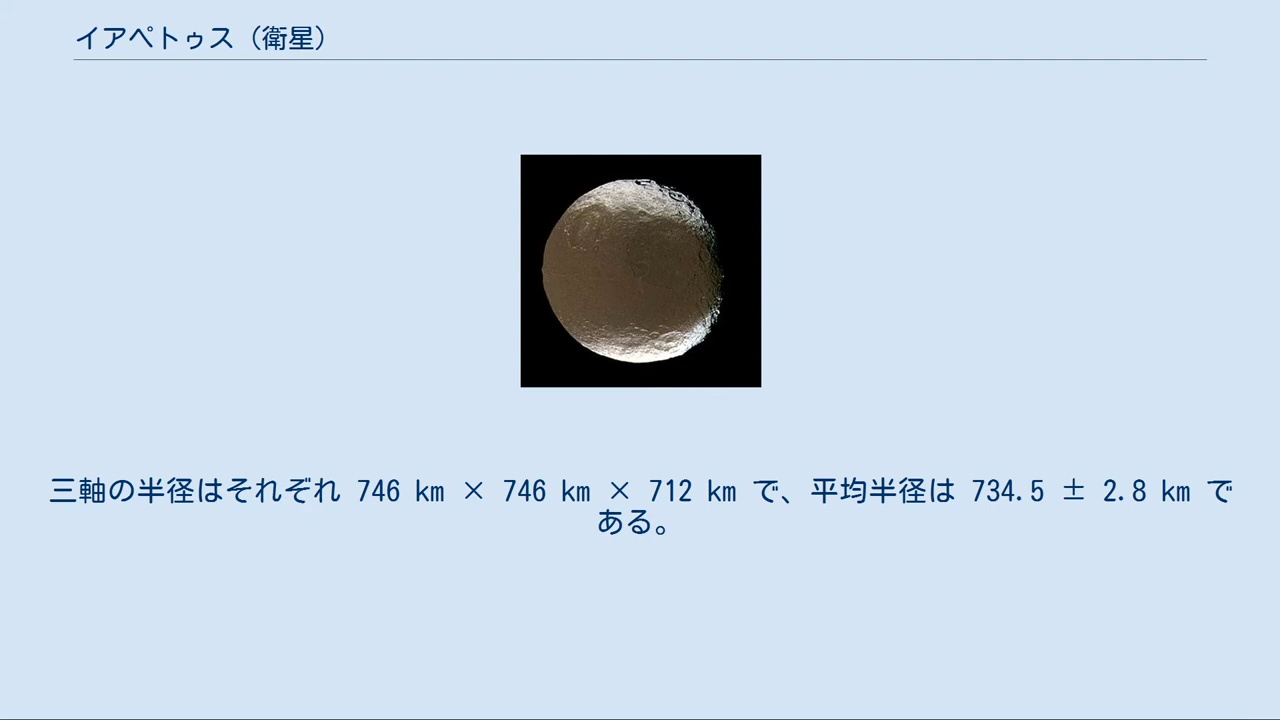 イアペトゥス（衛星）
三軸の半径はそれぞれ 746 km × 746 km × 712 km で、平均半径は 734.5 ± 2.8 km で
ある。